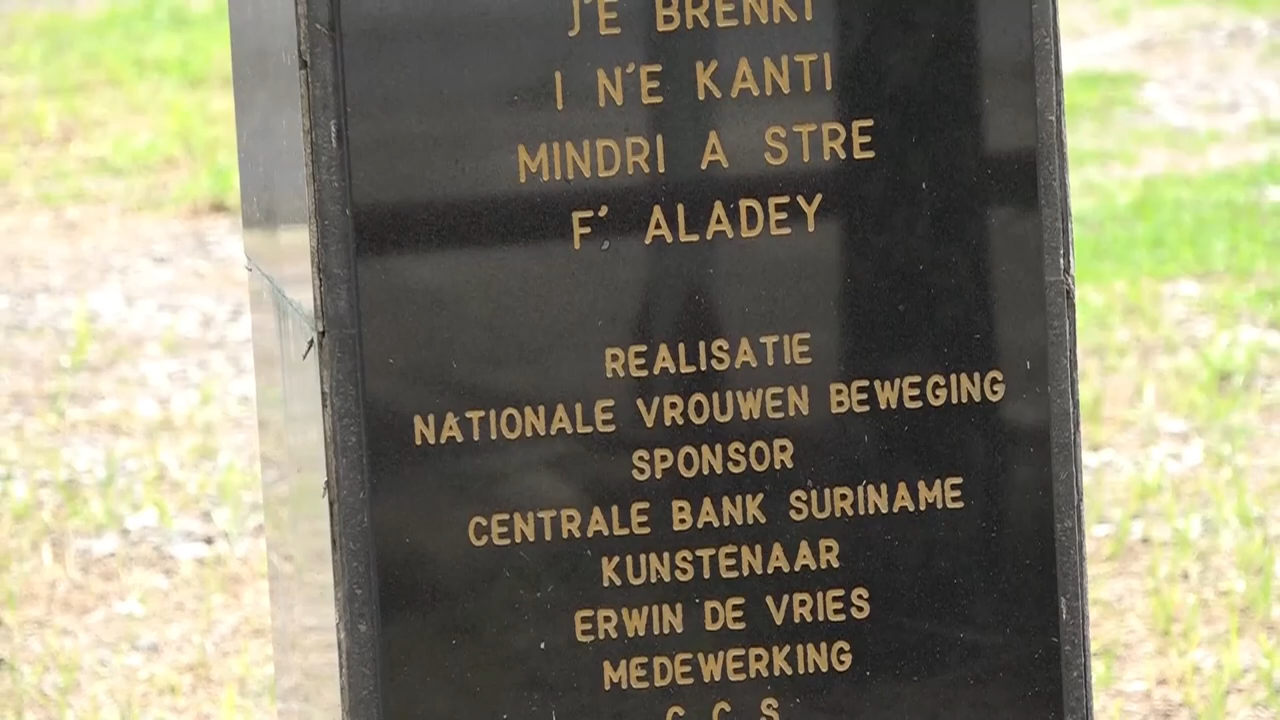 J'E BRENKI
I N'E KANTI
MINDRI A STRE
F' ALADEY
REALISATIE
NATIONALE VROUWEN BEWEGING
SPONSOR
CENTRALE BANK SURINAME
KUNSTENAAR
ERWIN DE VRIES
MEDEWERKING
C C S